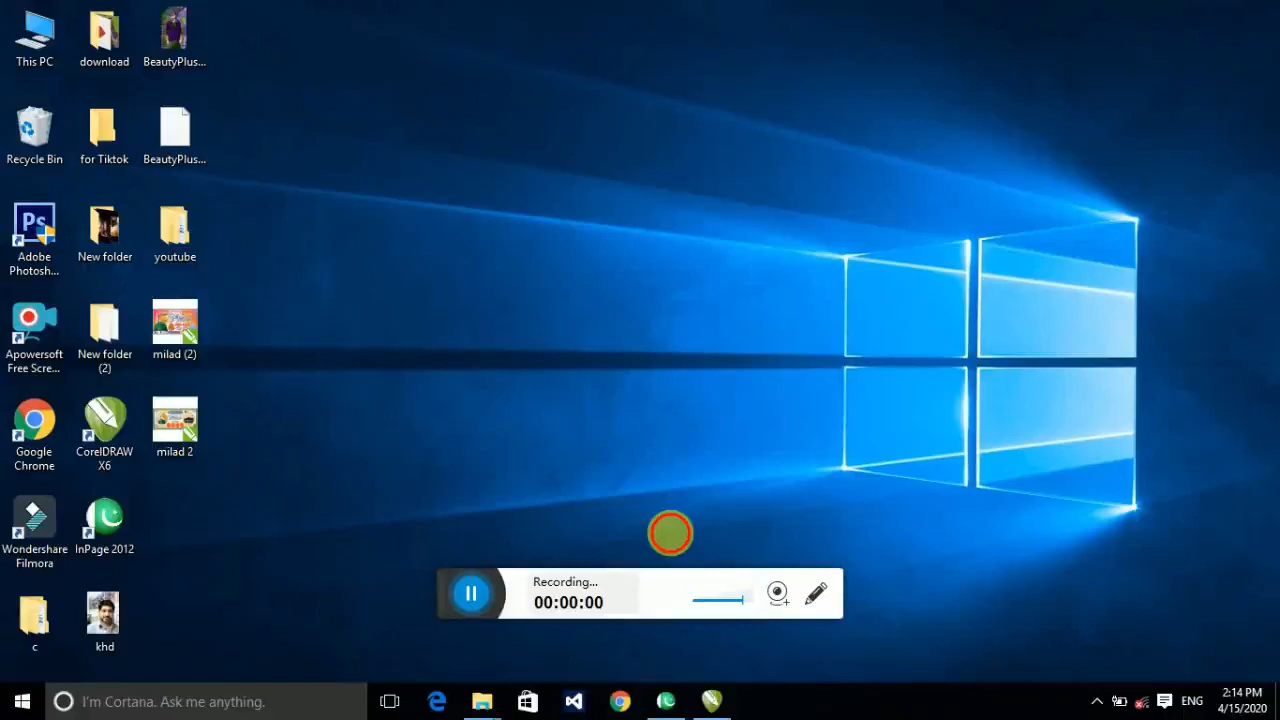 This PC
download
BeautyPlus...
Recycle Bin
for Tiktok
BeautyPlus...
Ps
Adobe
Photosh...
New folder
youtube
Apowersoft
Free Scre...
New folder
(2)
milad (2)
Google
Chrome
CorelDRAW
X6
milad 2
Wondershare
Filmora
InPage 2012
c
khd
Recording...
00:00:00
I'm Cortana. Ask me anything.
ENG
2:14 PM
4/15/2020